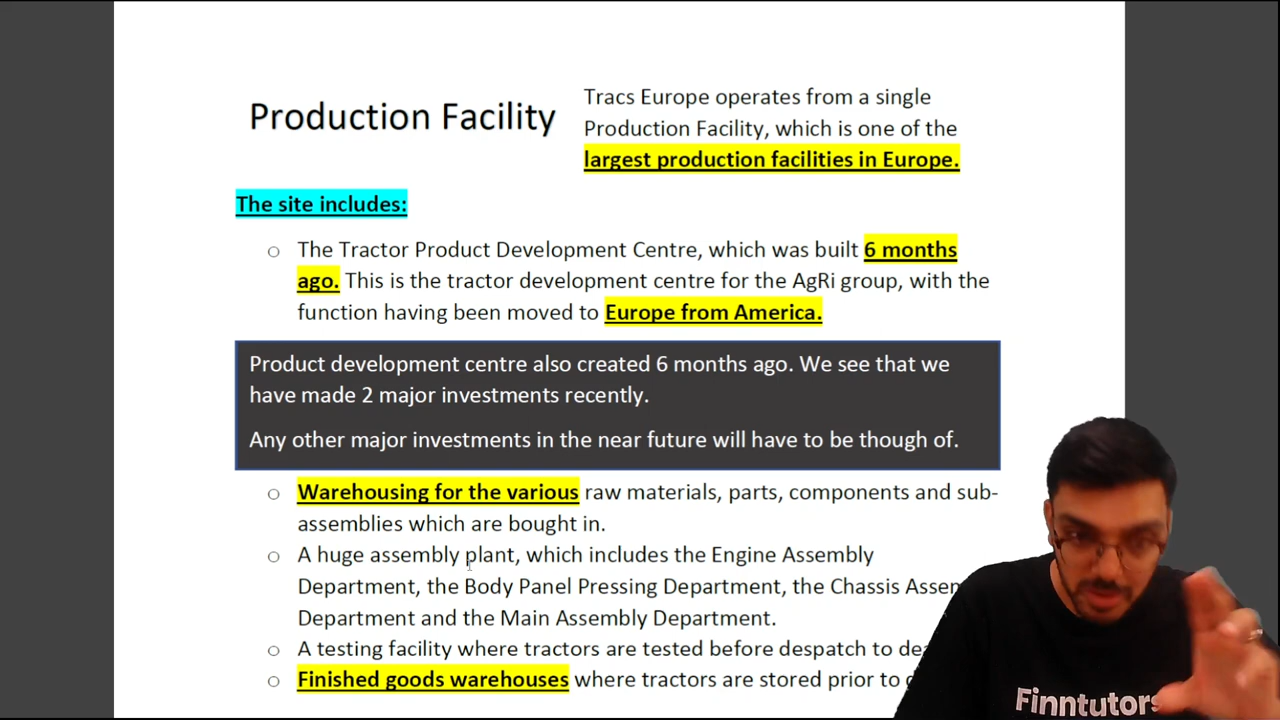 Production Facility
Tracs Europe operates from a single
Production Facility, which is one of the
largest production facilities in Europe.
The site includes:
The Tractor Product Development Centre, which was built 6 months
ago. This is the tractor development centre for the AgRi group, with the
function having been moved to Europe from America.
Product development centre also created 6 months ago. We see that we
have made 2 major investments recently.
Any other major investments in the near future will have to be though of.
Warehousing for the various raw materials, parts, components and sub-
assemblies which are bought in.
A huge assembly plant, which includes the Engine Assembly
Department, the Body Panel Pressing Department, the Chassis
Department and the Main Assembly Department.
A testing facility where tractors are tested before despatch to
Finished goods warehouses where tractors are stored prior to
Finntutors